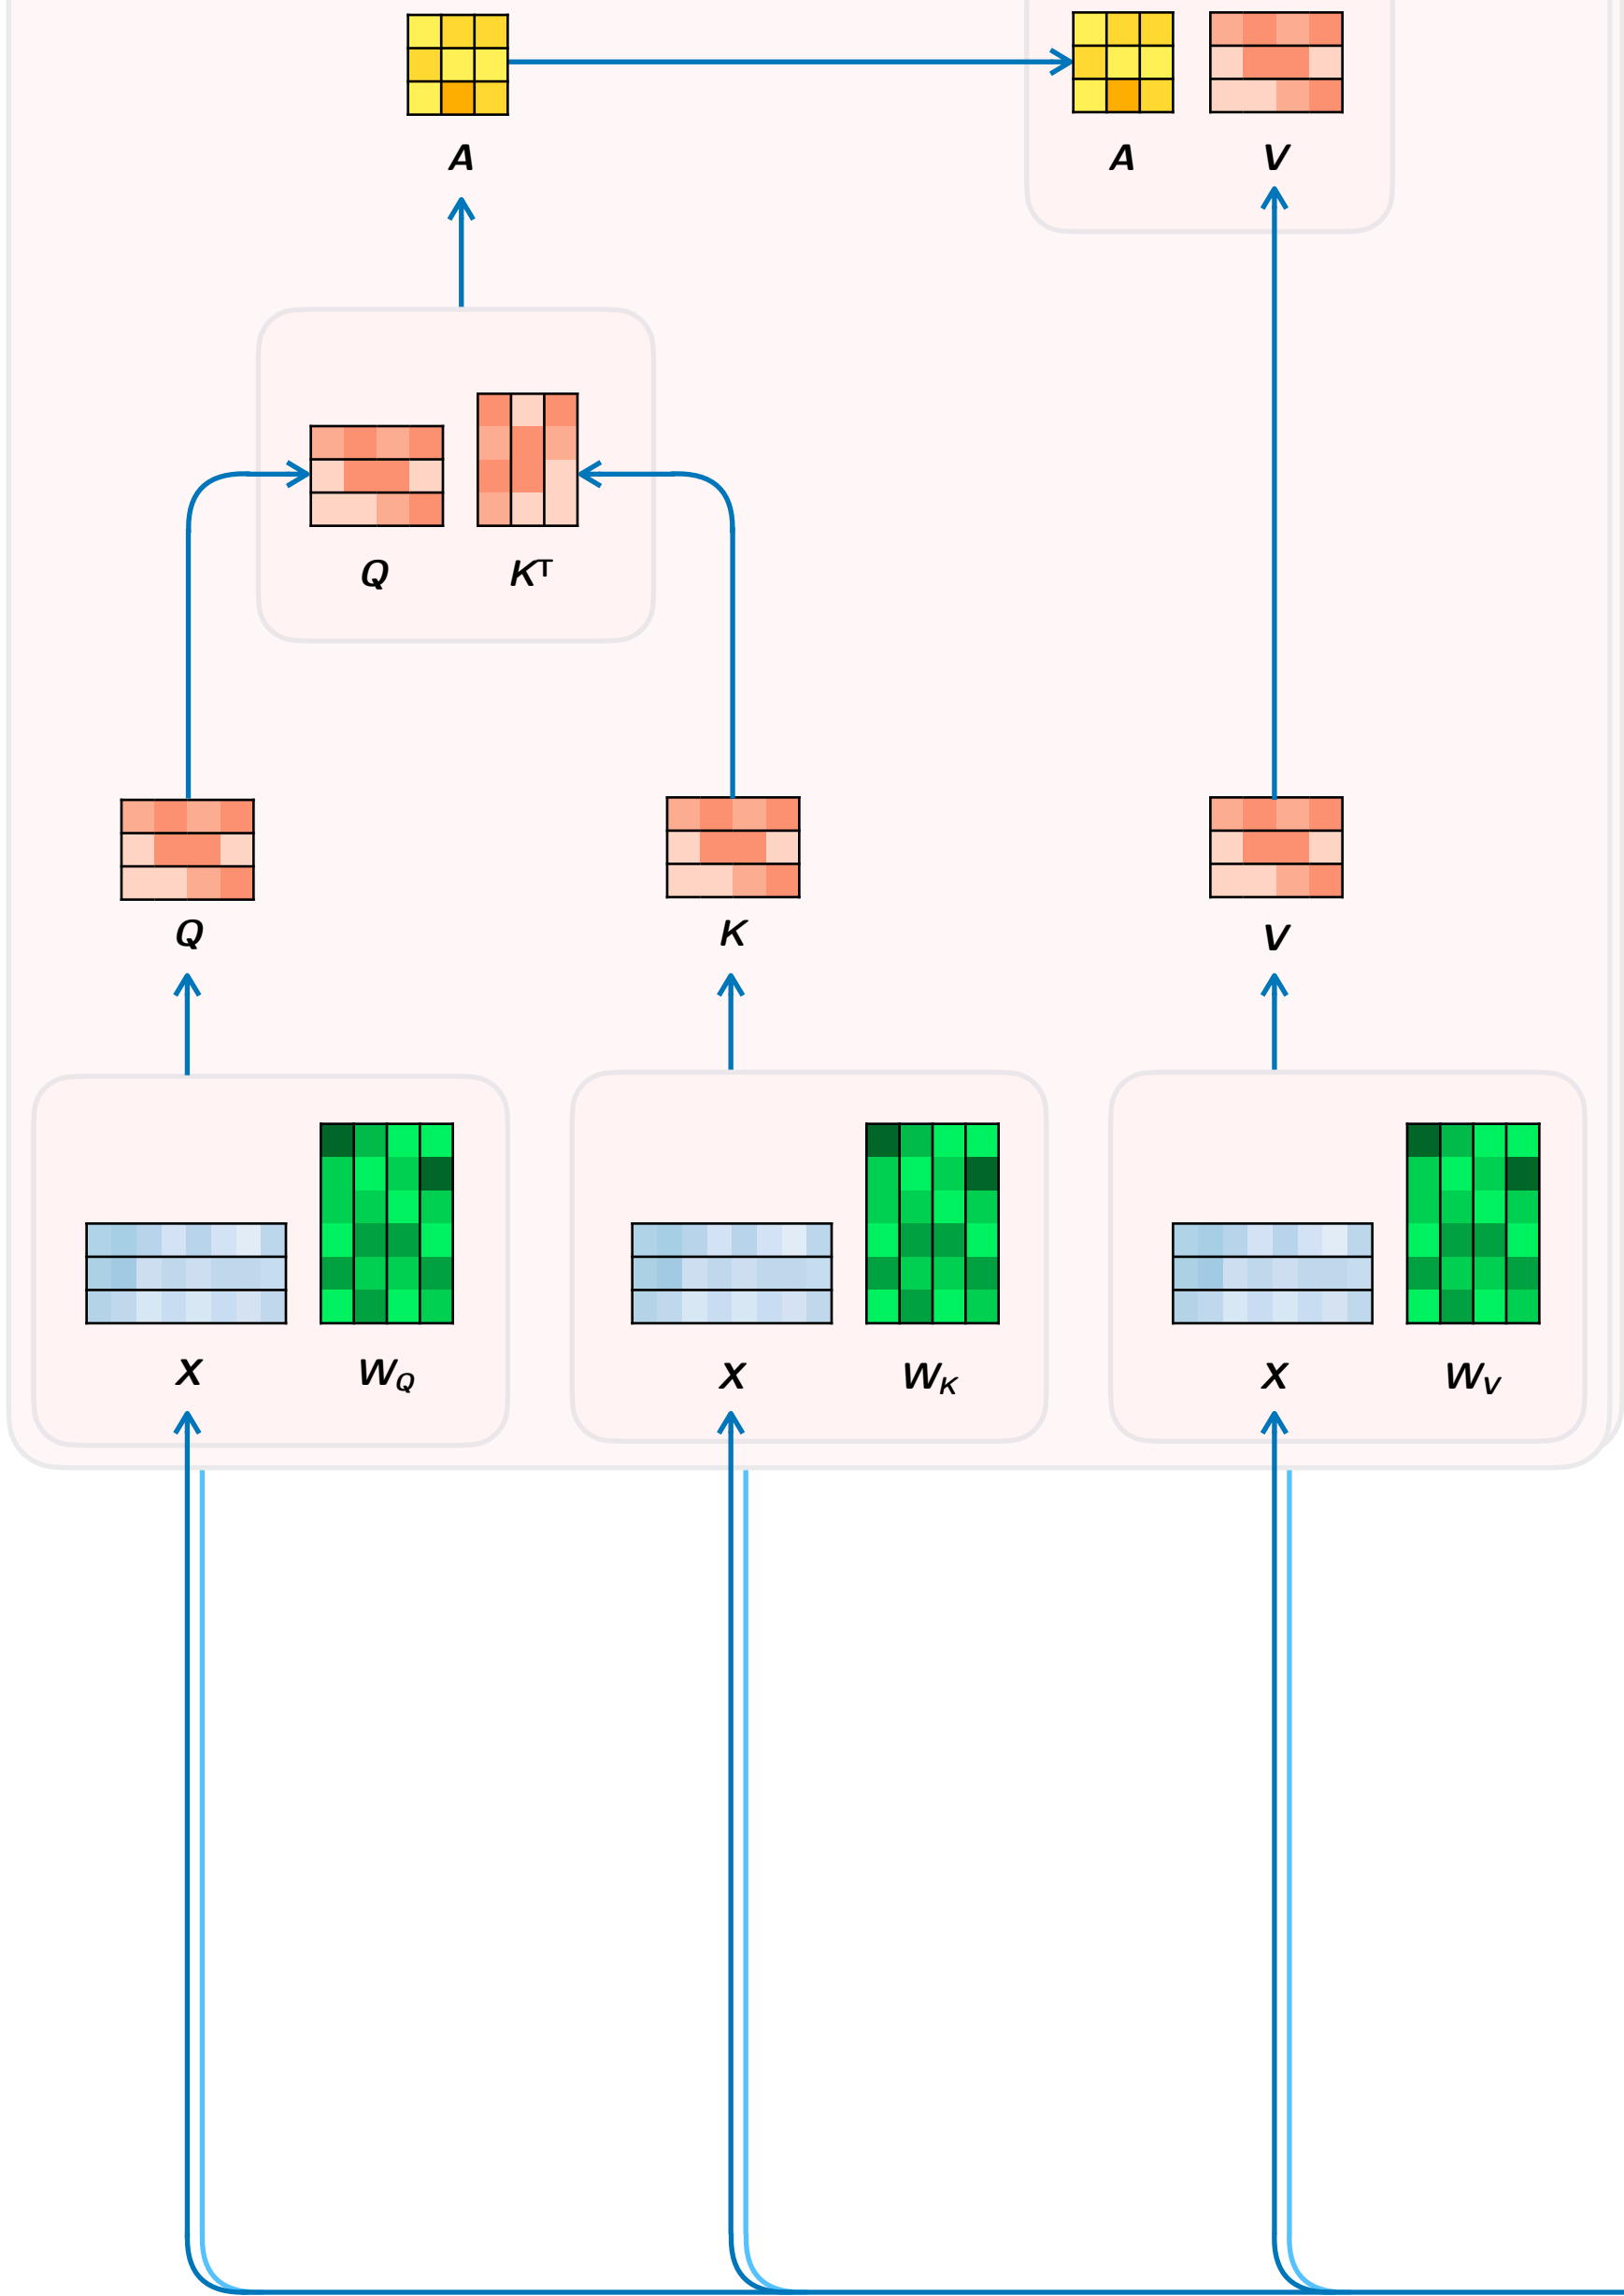 A
A V
Q Kᵀ
Q
K
V
X W_Q
X W_K
X W_V